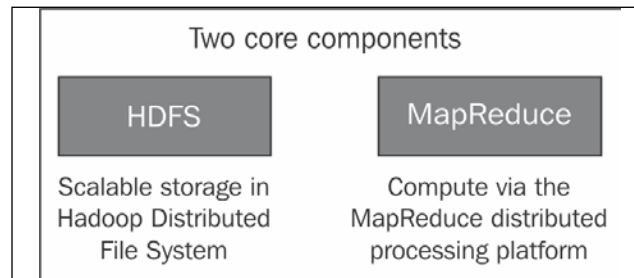 Two core components
HDFS
Scalable storage in
Hadoop Distributed
File System
MapReduce
Compute via the
MapReduce distributed
processing platform